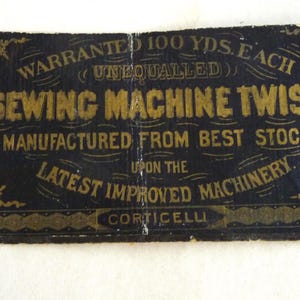 WARRANTED 100 YDS. EACH
(UNEQUALLED)
SEWING MACHINE TWIS
MANUFACTURED FROM BEST STOC
UPON THE
LATEST IMPROVED MACHINERY
CORTICELLI